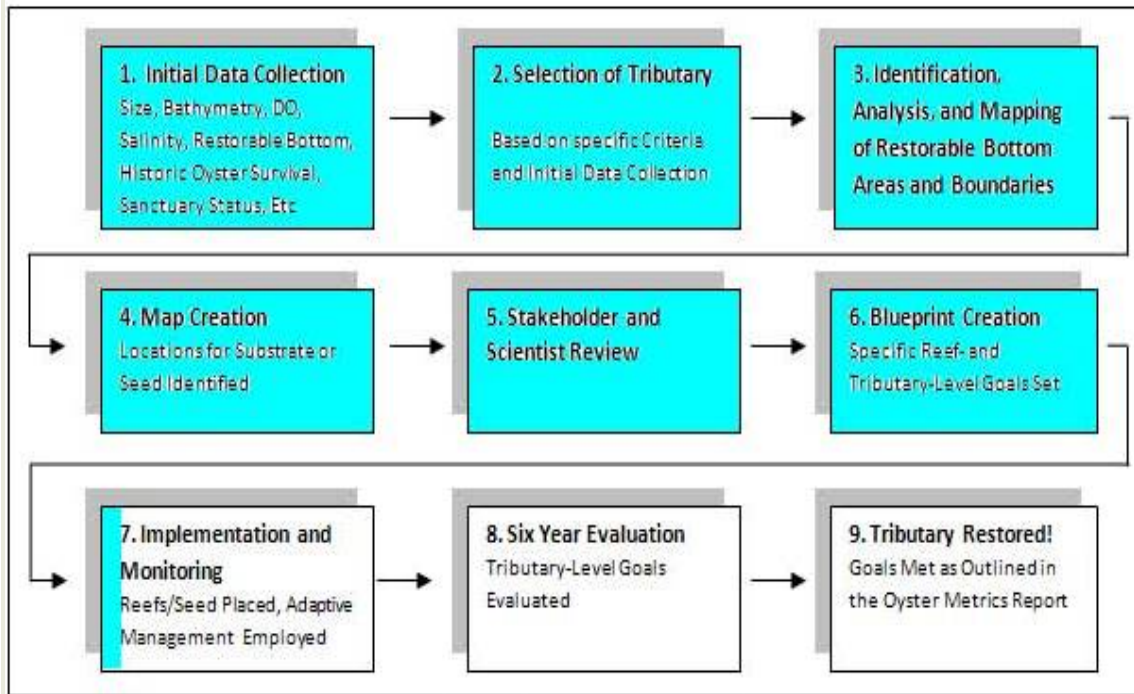 1. Initial Data Collection
Size, Bathymetry, DO,
Salinity, Restorable Bottom,
Historic Oyster Survival,
Sanctuary Status, Etc
2. Selection of Tributary
Based on specific Criteria
and Initial Data Collection
3. Identification,
Analysis, and Mapping
of Restorable Bottom
Areas and Boundaries
4. Map Creation
Locations for Substrate or
Seed Identified
5. Stakeholder and
Scientist Review
6. Blueprint Creation
Specific Reef- and
Tributary-Level Goals Set
7. Implementation and
Monitoring
Reefs/Seed Placed, Adaptive
Management Employed
8. Six Year Evaluation
Tributary-Level Goals
Evaluated
9. Tributary Restored!
Goals Met as Outlined in
the Oyster Metrics Report